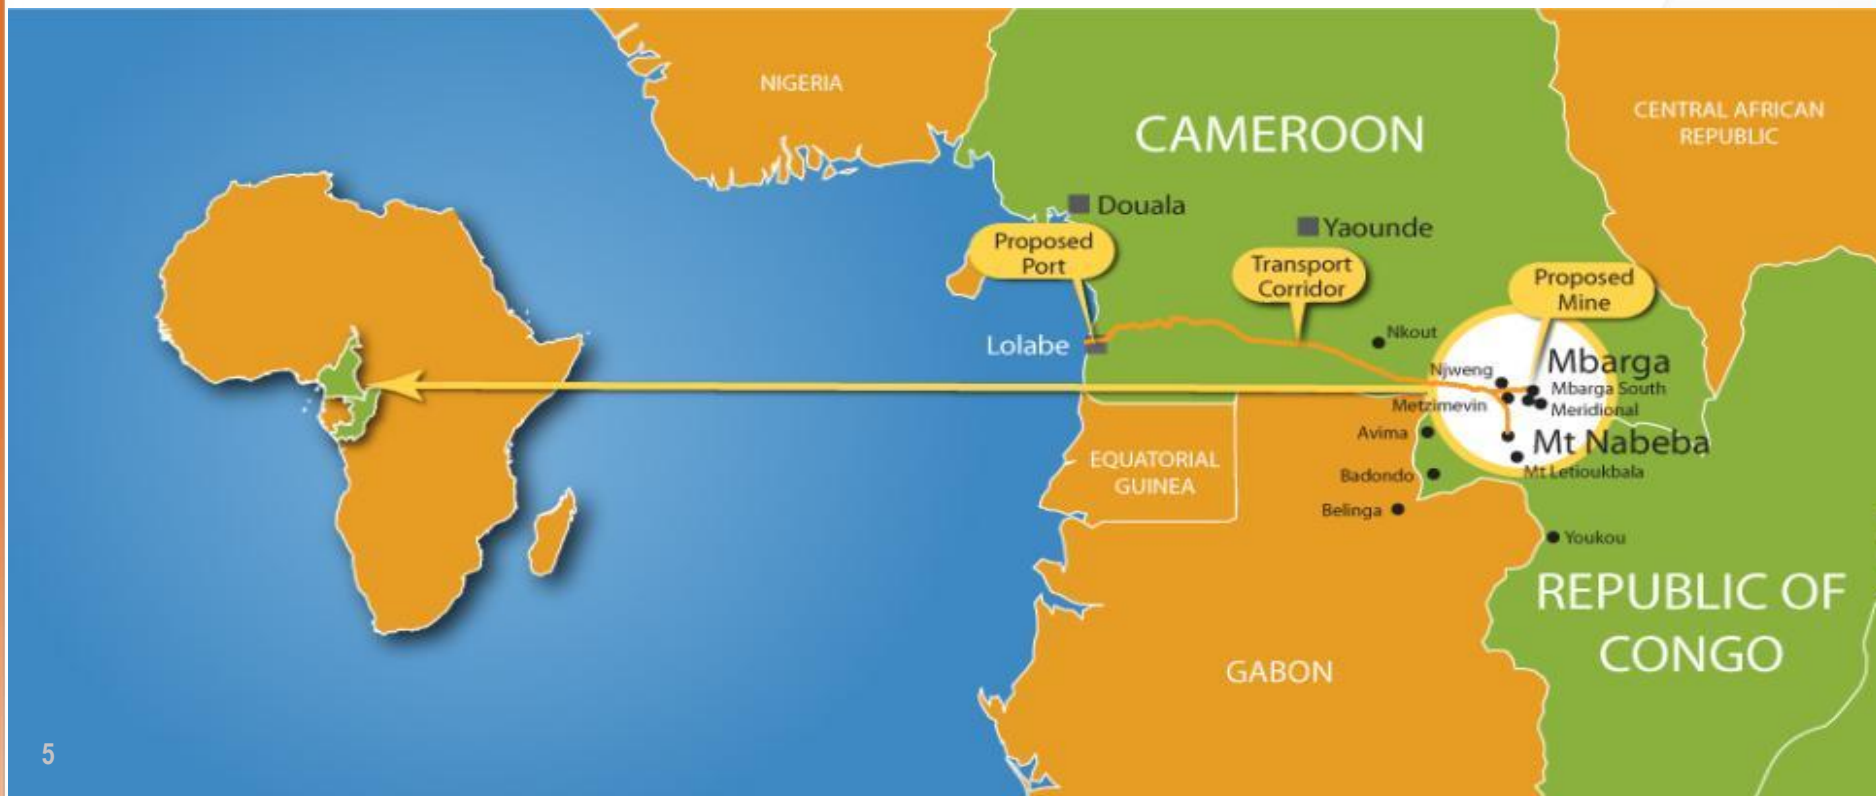 NIGERIA
CAMEROON
CENTRAL AFRICAN
REPUBLIC
Douala
Yaounde
Proposed
Port
Transport
Corridor
Proposed
Mine
Lolabe
Nkout
Njweng
Mbarga
Mbarga South
Metzimevin
Meridional
Avima
Mt Nabeba
EQUATORIAL
GUINEA
Badondo
Mt Letioukbala
Belinga
Youkou
REPUBLIC OF
CONGO
GABON
5